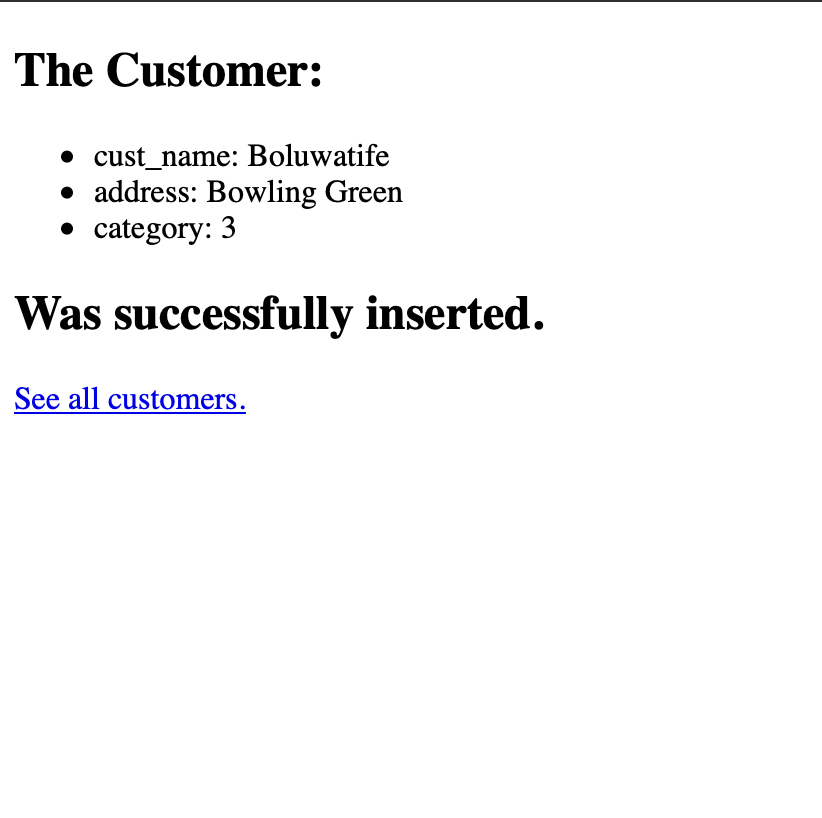 The Customer:
cust_name: Boluwatife
address: Bowling Green
category: 3
Was successfully inserted.
See all customers.